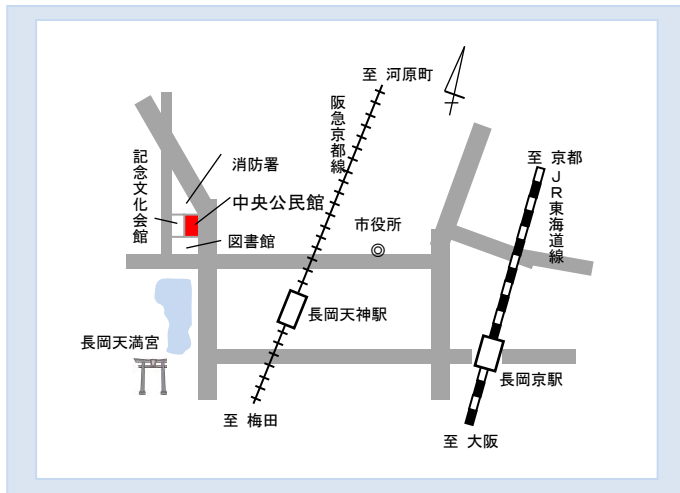 至 河原町
阪急京都線
消防署
記念文化会館
中央公民館
図書館
市役所
至 京都
JR東海道線
長岡天神駅
長岡天満宮
長岡京駅
至 梅田
至 大阪